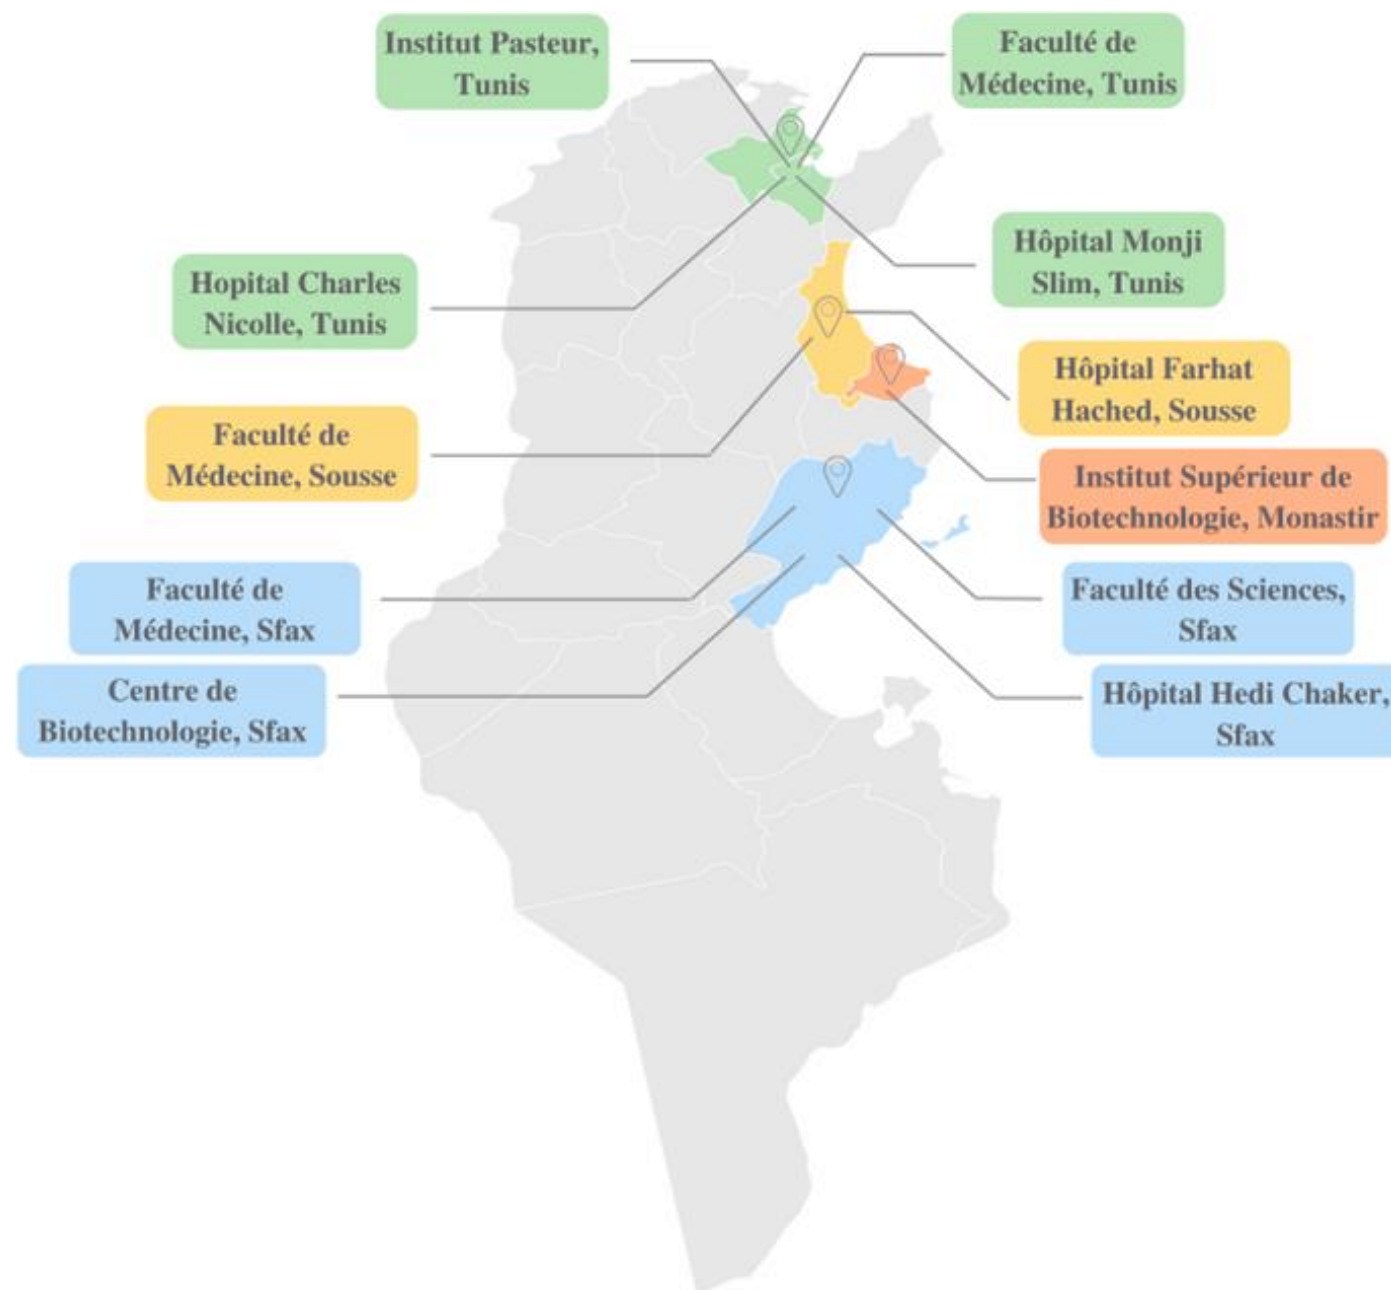 Institut Pasteur,
Tunis
Faculté de
Médecine, Tunis
Hôpital Monji
Slim, Tunis
Hopital Charles
Nicolle, Tunis
Hôpital Farhat
Hached, Sousse
Faculté de
Médecine, Sousse
Institut Supérieur de
Biotechnologie, Monastir
Faculté de
Médecine, Sfax
Faculté des Sciences,
Sfax
Centre de
Biotechnologie, Sfax
Hôpital Hedi Chaker,
Sfax